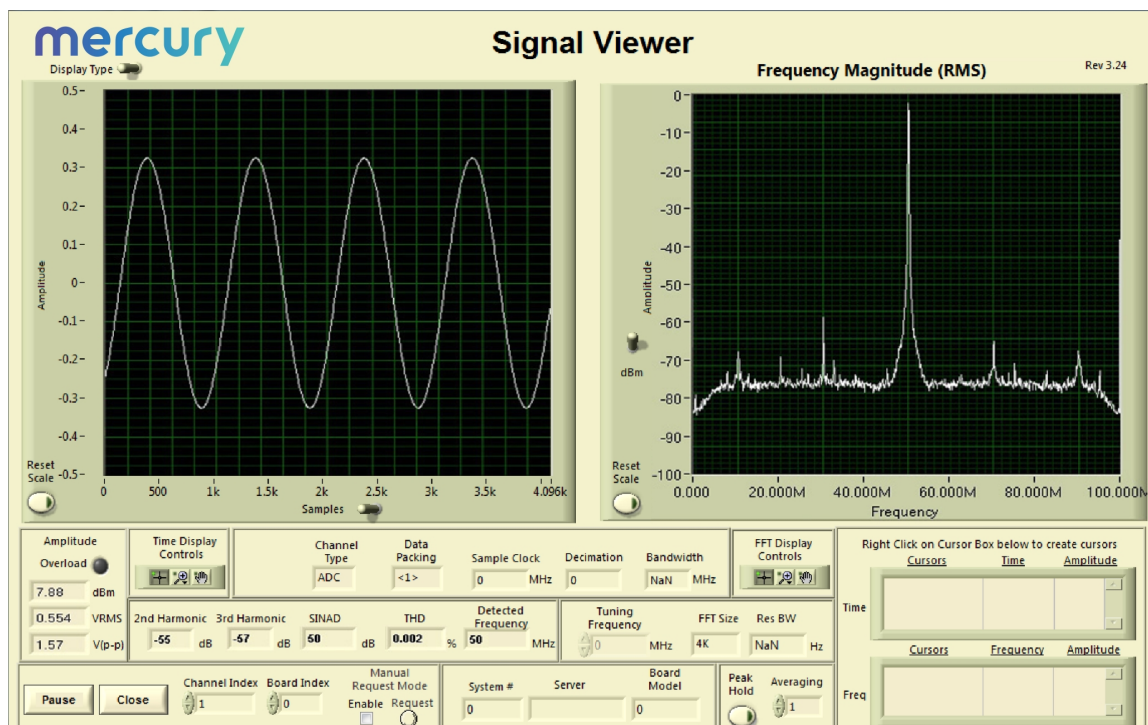 mercury
Signal Viewer
Display Type
Frequency Magnitude (RMS)
Rev 3.24
0.5
0.4
0.3
0.2
0.1
0
-0.1
-0.2
-0.3
-0.4
-0.5
Amplitude
Reset
Scale
0 500 1k 1.5k 2k 2.5k 3k 3.5k 4.096k
Samples
0
-10
-20
-30
-40
-50
-60
-70
-80
-90
-100
Amplitude
dBm
Reset
Scale
0.000 20.000M 40.000M 60.000M 80.000M 100.000M
Frequency
Amplitude
Overload
7.88 dBm
0.554 VRMS
1.57 V(p-p)
Time Display
Controls
Channel
Type
ADC
Data
Packing
<1>
Sample Clock
0 MHz
Decimation
0
Bandwidth
NaN MHz
FFT Display
Controls
2nd Harmonic
-55 dB
3rd Harmonic
-57 dB
SINAD
50 dB
THD
0.002 %
Detected
Frequency
50 MHz
Tuning
Frequency
0 MHz
FFT Size
4K
Res BW
NaN Hz
Right Click on Cursor Box below to create cursors
Cursors Time Amplitude
Time
Cursors Frequency Amplitude
Freq
Pause
Close
Channel Index
1
Board Index
0
Manual
Request Mode
Enable Request
System #
0
Server
Board
Model
0
Peak
Hold
Averaging
1